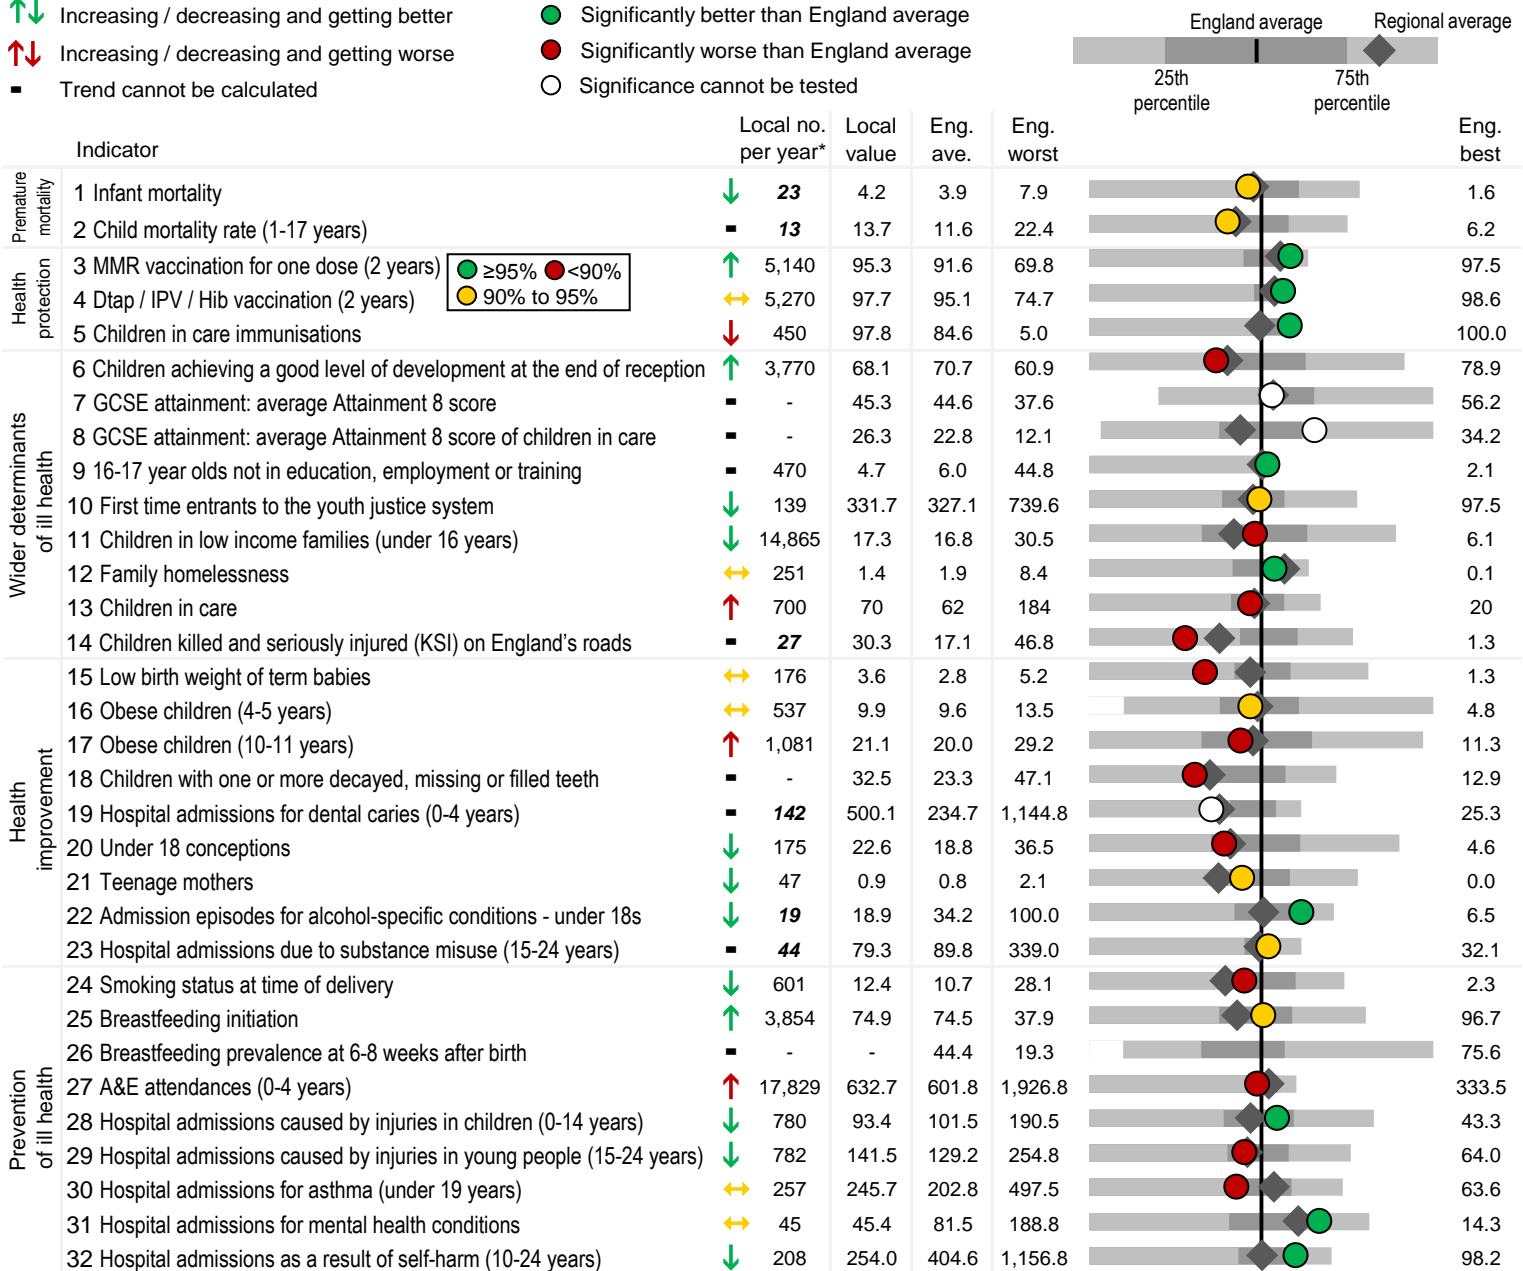 Increasing / decreasing and getting better
Significantly better than England average
England average
Regional average
Increasing / decreasing and getting worse
Significantly worse than England average
Trend cannot be calculated
Significance cannot be tested
25th percentile
75th percentile
Indicator
Local no. per year*
Local value
Eng. ave.
Eng. worst
Eng. best
Premature mortality
1 Infant mortality 23 4.2 3.9 7.9 1.6
2 Child mortality rate (1-17 years) - 13 13.7 11.6 22.4 6.2
Health protection
3 MMR vaccination for one dose (2 years) 5,140 95.3 91.6 69.8 97.5
≥95% <90%
90% to 95%
4 Dtap / IPV / Hib vaccination (2 years) 5,270 97.7 95.1 74.7 98.6
5 Children in care immunisations 450 97.8 84.6 5.0 100.0
Wider determinants of ill health
6 Children achieving a good level of development at the end of reception 3,770 68.1 70.7 60.9 78.9
7 GCSE attainment: average Attainment 8 score - - 45.3 44.6 37.6 56.2
8 GCSE attainment: average Attainment 8 score of children in care - - 26.3 22.8 12.1 34.2
9 16-17 year olds not in education, employment or training - 470 4.7 6.0 44.8 2.1
10 First time entrants to the youth justice system 139 331.7 327.1 739.6 97.5
11 Children in low income families (under 16 years) 14,865 17.3 16.8 30.5 6.1
12 Family homelessness 251 1.4 1.9 8.4 0.1
13 Children in care 700 70 62 184 20
14 Children killed and seriously injured (KSI) on England's roads - 27 30.3 17.1 46.8 1.3
Health improvement
15 Low birth weight of term babies 176 3.6 2.8 5.2 1.3
16 Obese children (4-5 years) 537 9.9 9.6 13.5 4.8
17 Obese children (10-11 years) 1,081 21.1 20.0 29.2 11.3
18 Children with one or more decayed, missing or filled teeth - - 32.5 23.3 47.1 12.9
19 Hospital admissions for dental caries (0-4 years) - 142 500.1 234.7 1,144.8 25.3
20 Under 18 conceptions 175 22.6 18.8 36.5 4.6
21 Teenage mothers 47 0.9 0.8 2.1 0.0
22 Admission episodes for alcohol-specific conditions - under 18s 19 18.9 34.2 100.0 6.5
23 Hospital admissions due to substance misuse (15-24 years) - 44 79.3 89.8 339.0 32.1
Prevention of ill health
24 Smoking status at time of delivery 601 12.4 10.7 28.1 2.3
25 Breastfeeding initiation 3,854 74.9 74.5 37.9 96.7
26 Breastfeeding prevalence at 6-8 weeks after birth - - - 44.4 19.3 75.6
27 A&E attendances (0-4 years) 17,829 632.7 601.8 1,926.8 333.5
28 Hospital admissions caused by injuries in children (0-14 years) 780 93.4 101.5 190.5 43.3
29 Hospital admissions caused by injuries in young people (15-24 years) 782 141.5 129.2 254.8 64.0
30 Hospital admissions for asthma (under 19 years) 257 245.7 202.8 497.5 63.6
31 Hospital admissions for mental health conditions 45 45.4 81.5 188.8 14.3
32 Hospital admissions as a result of self-harm (10-24 years) 208 254.0 404.6 1,156.8 98.2